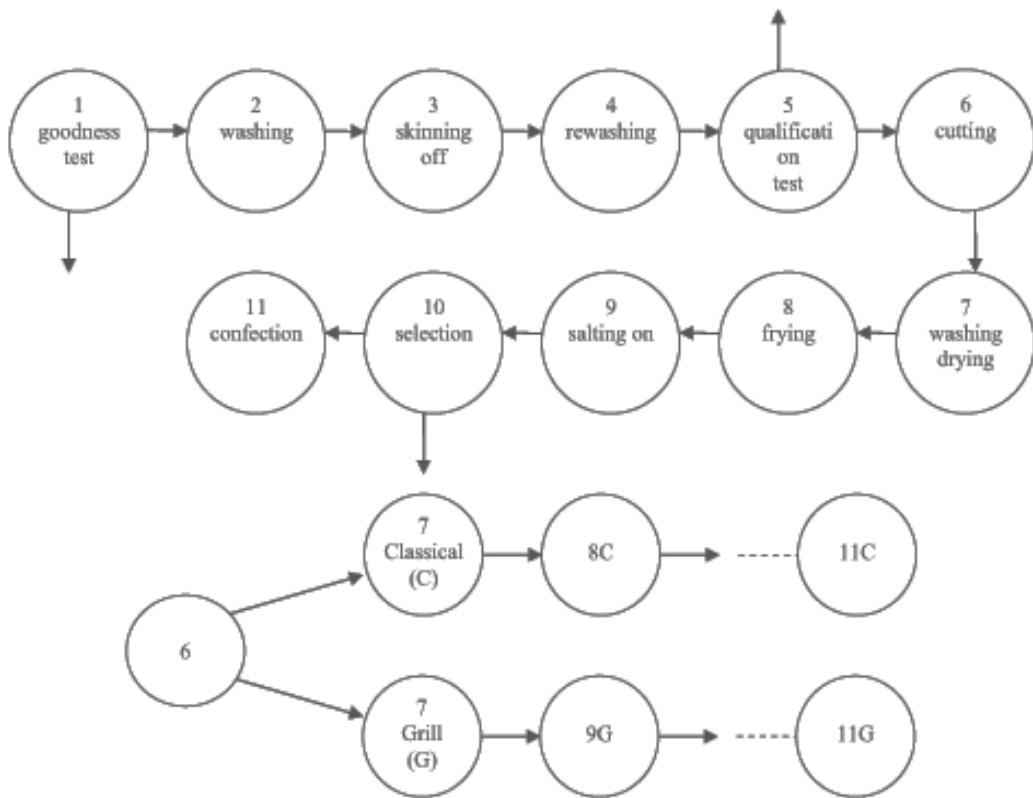 1
goodness
test
2
washing
3
skinning
off
4
rewashing
5
qualificati
on
test
6
cutting
11
confection
10
selection
9
salting on
8
frying
7
washing
drying
7
Classical
(C)
8C
11C
6
7
Grill
(G)
9G
11G